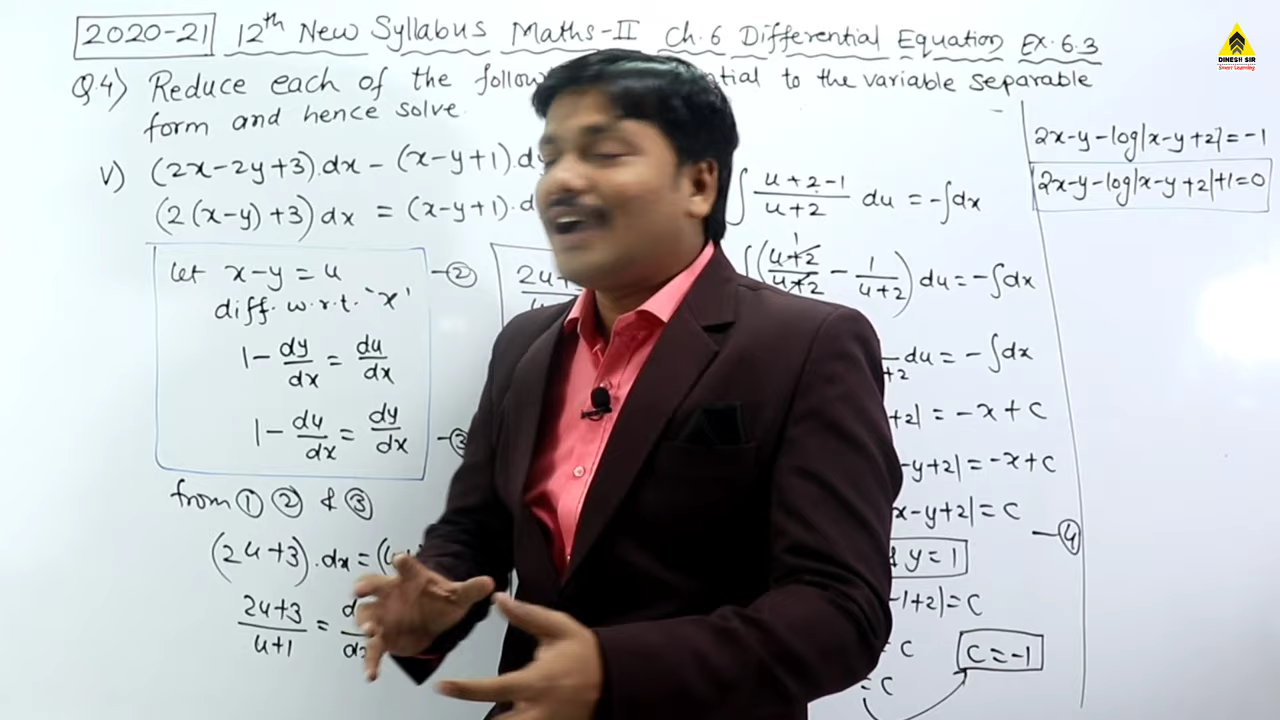 2020-21 12th New Syllabus Maths-II Ch.6 Differential Equation Ex.6.3
Q.4) Reduce each of the to the variable separable
form and hence solve.
v) (2x-2y+3).dx - (x-y+1).
(2(x-y)+3)dx = (x-y+1).
let x-y = u -②
diff. w.r.t. 'x'
1 - dy/dx = du/dx
1 - du/dx = dy/dx -③
from ① ② & ③
(2u+3).dx =
2u+3/u+1 =
∫ u+2-1/u+2 du = -∫dx
∫(u+2/u+2 - 1/u+2) du = -∫dx
du = -∫dx
+2| = -x+c
-y+2| = -x+c
x-y+2| = c -④
y=1
-1+2| = c
= c
= c
c=-1
2x-y-log|x-y+2|=-1
2x-y-log|x-y+2|+1=0
DINESH SIR
Smart Learning